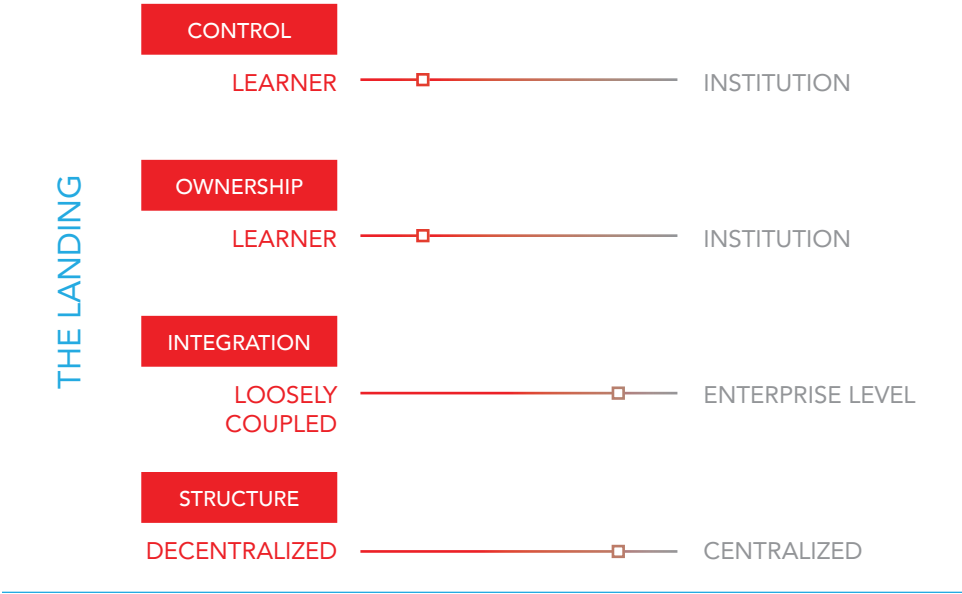 THE LANDING
CONTROL
LEARNER
INSTITUTION
OWNERSHIP
LEARNER
INSTITUTION
INTEGRATION
LOOSELY
COUPLED
ENTERPRISE LEVEL
STRUCTURE
DECENTRALIZED
CENTRALIZED